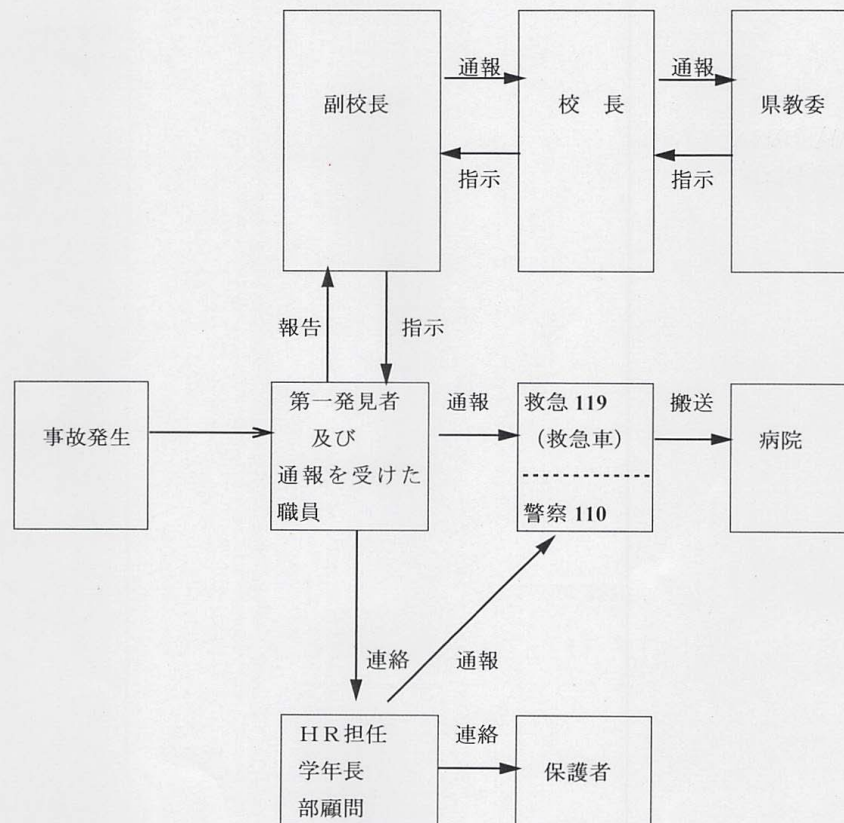 通報
通報
副校長
校　長
県教委
指示
指示
報告
指示
事故発生
第一発見者
及び
通報を受けた
職員
通報
救急 119
（救急車）
警察 110
搬送
病院
連絡
通報
ＨＲ担任
学年長
部顧問
連絡
保護者